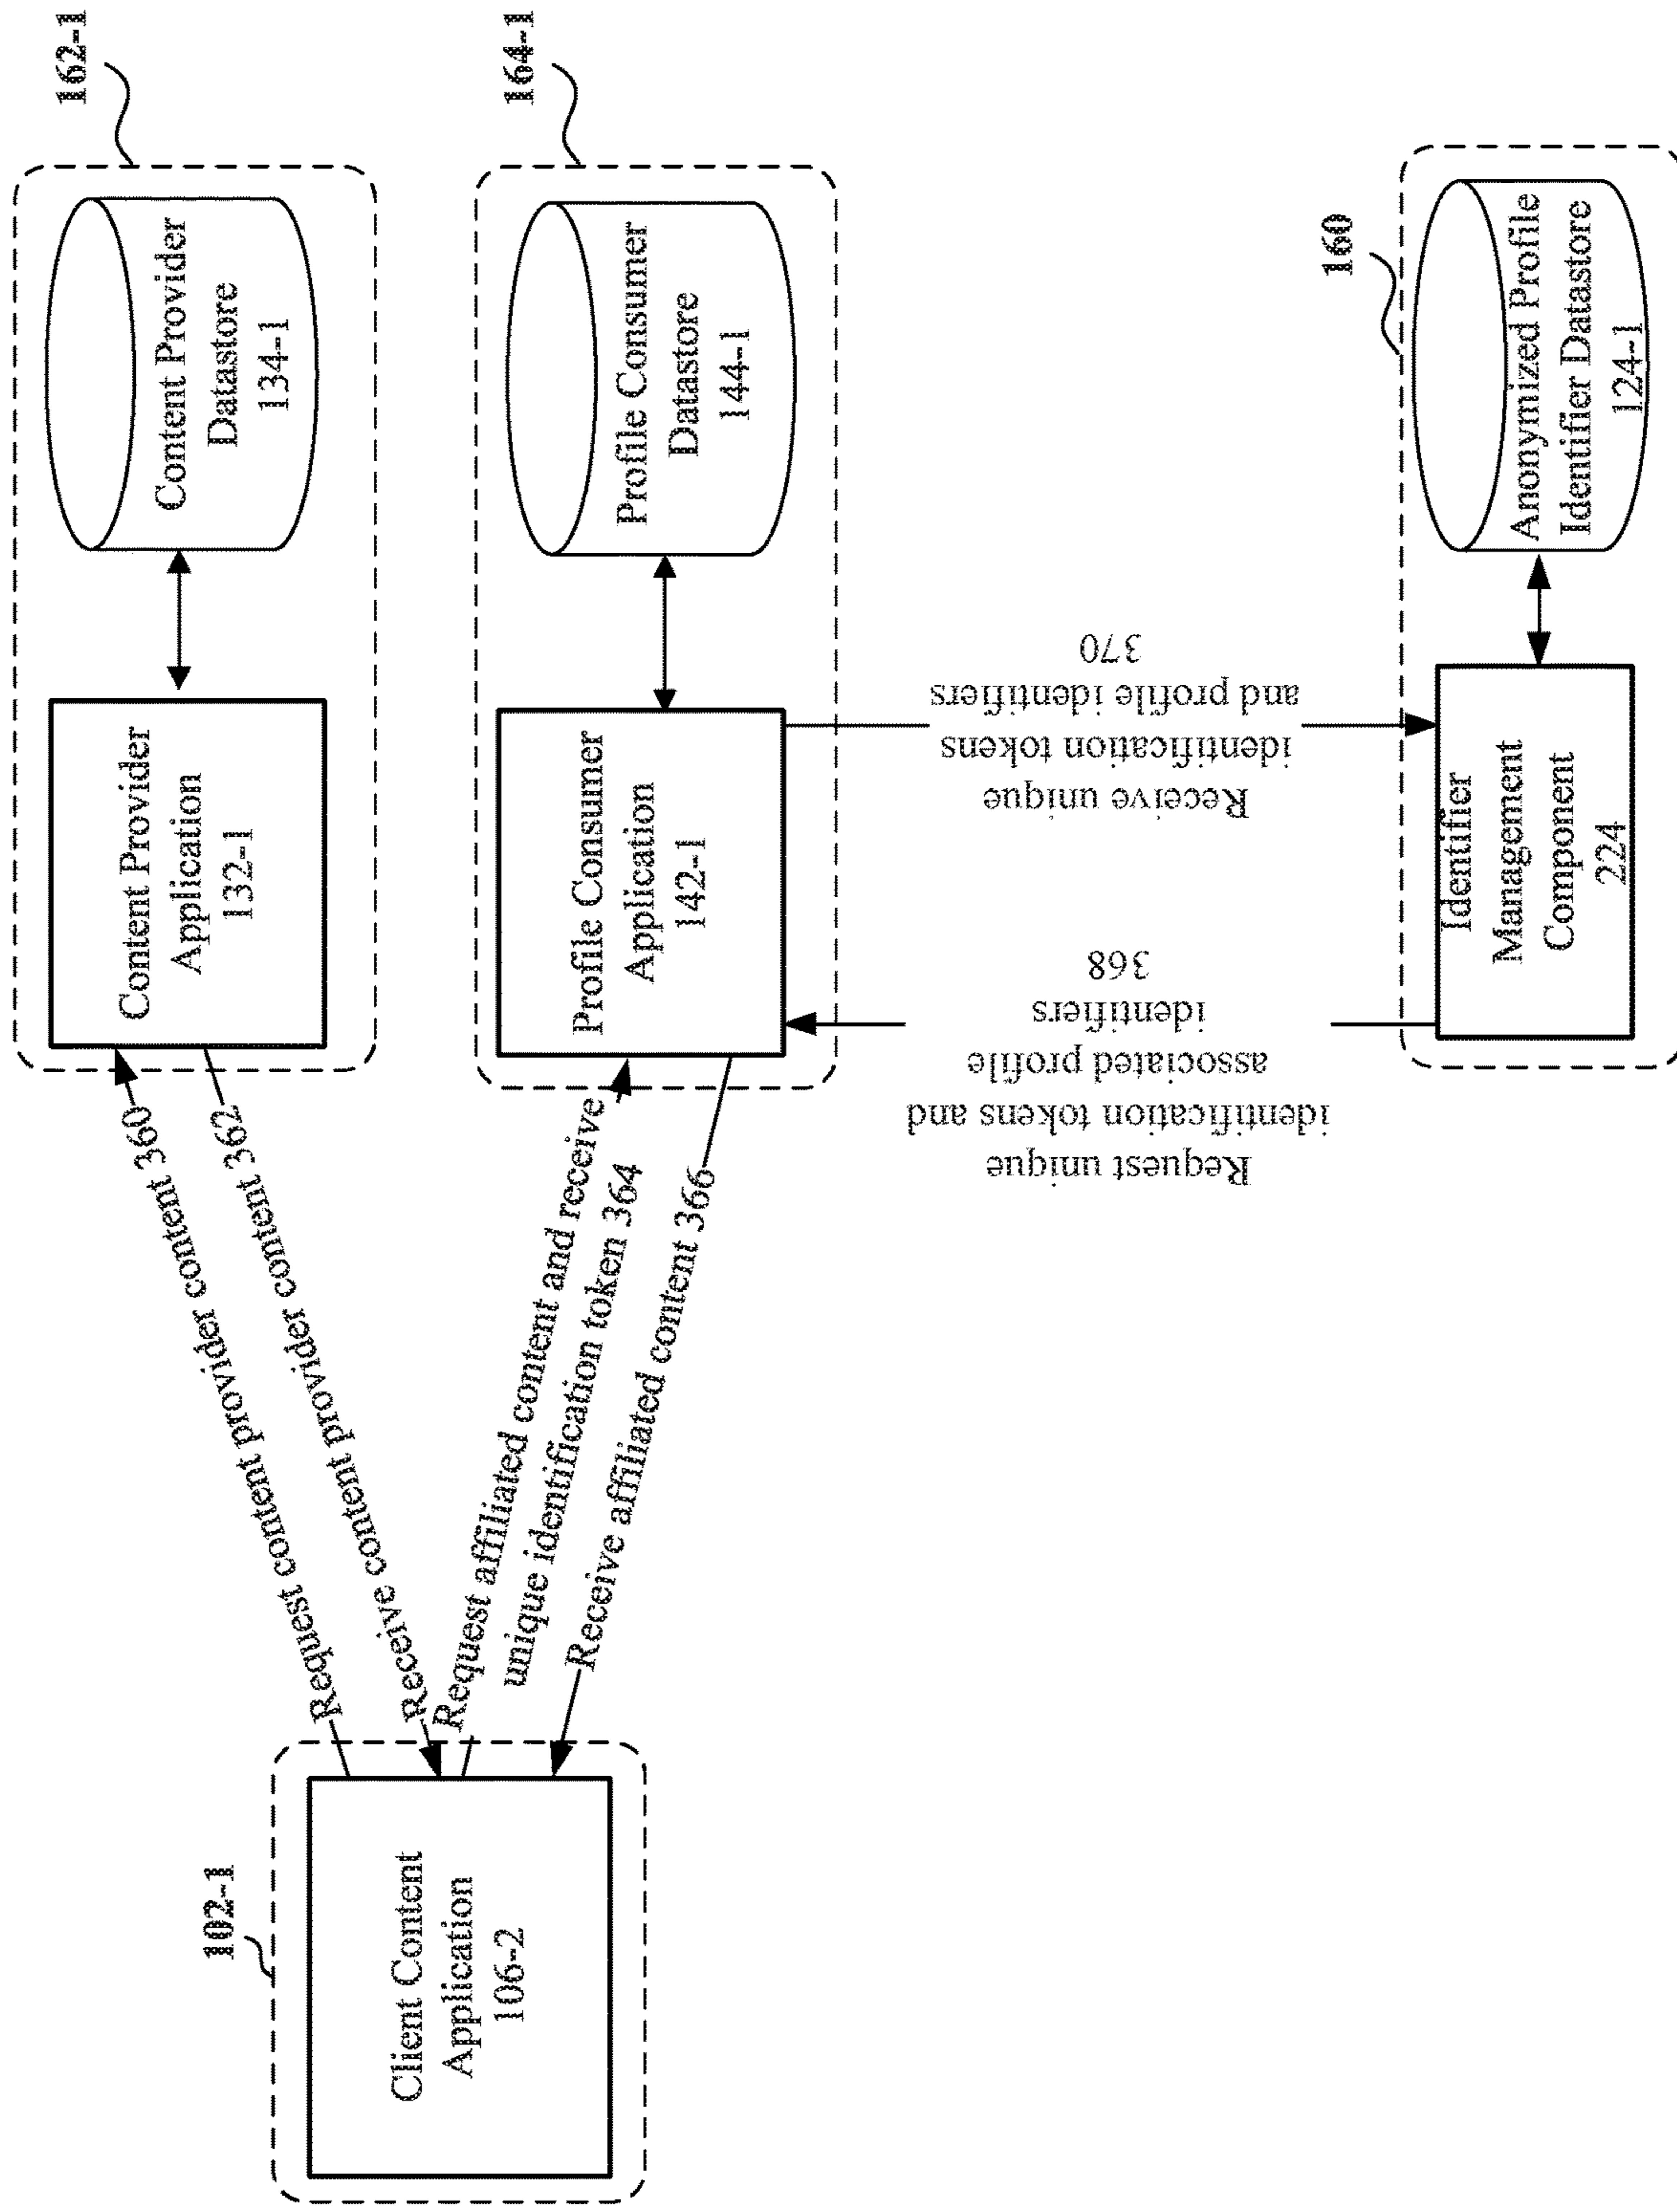 102-1
Client Content
Application
106-2
Request content provider content 360
Receive content provider content 362
Request affiliated content and receive
unique identification token 364
Receive affiliated content 366
162-1
Content Provider
Application
132-1
Content Provider
Datastore
134-1
164-1
Profile Consumer
Application
142-1
Profile Consumer
Datastore
144-1
Request unique
identification tokens and
associated profile
identifiers
368
Receive unique
identification tokens
and profile identifiers
370
160
Identifier
Management
Component
224
Anonymized Profile
Identifier Datastore
124-1